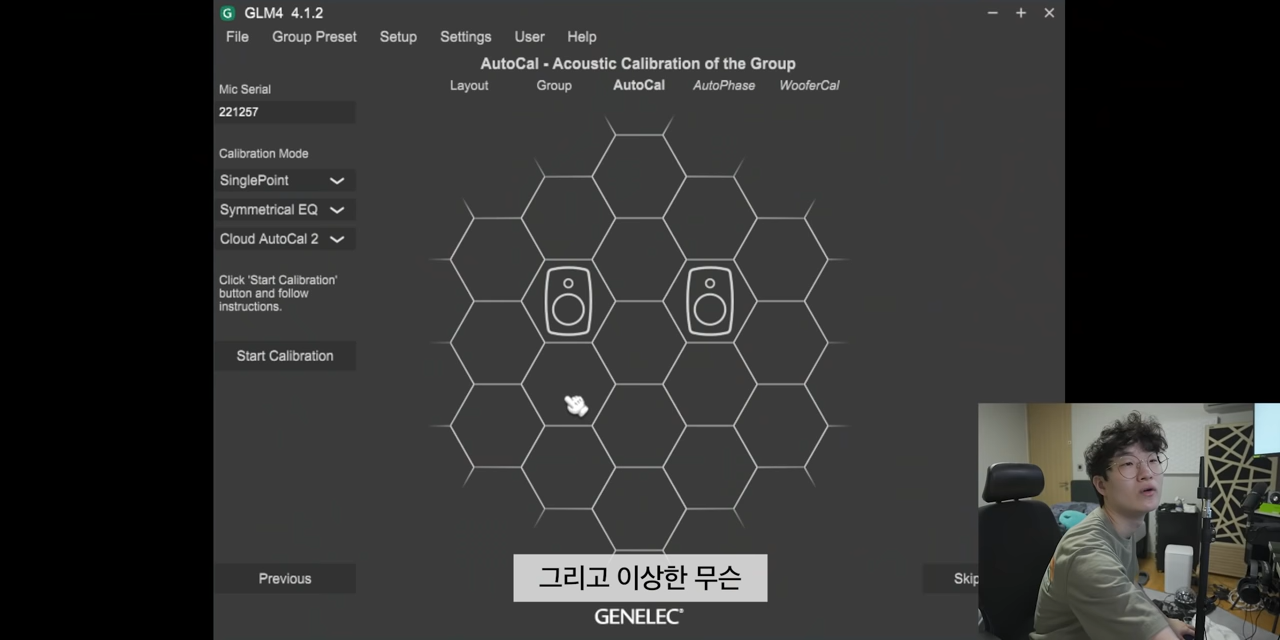 GLM4 4.1.2
File Group Preset Setup Settings User Help
AutoCal - Acoustic Calibration of the Group
Layout Group AutoCal AutoPhase WooferCal
Mic Serial
221257
Calibration Mode
SinglePoint
Symmetrical EQ
Cloud AutoCal 2
Click 'Start Calibration'
button and follow
instructions.
Start Calibration
Previous
Skip
그리고 이상한 무슨
GENELEC